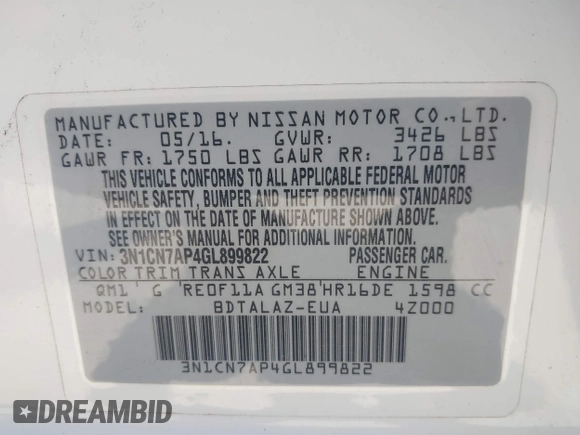 MANUFACTURED BY NISSAN MOTOR CO.,LTD.
DATE: 05/16. GVWR: 3426 LBS
GAWR FR: 1750 LBS GAWR RR: 1708 LBS
THIS VEHICLE CONFORMS TO ALL APPLICABLE FEDERAL MOTOR
VEHICLE SAFETY, BUMPER AND THEFT PREVENTION STANDARDS
IN EFFECT ON THE DATE OF MANUFACTURE SHOWN ABOVE.
SEE OWNER'S MANUAL FOR ADDITIONAL INFORMATION.
VIN: 3N1CN7AP4GL899822 PASSENGER CAR.
COLOR TRIM TRANS AXLE ENGINE
QM1 G RE0F11A GM38 HR16DE 1598 CC
MODEL: BDTALAZ-EUA 4Z000
3N1CN7AP4GL899822
DREAMBID